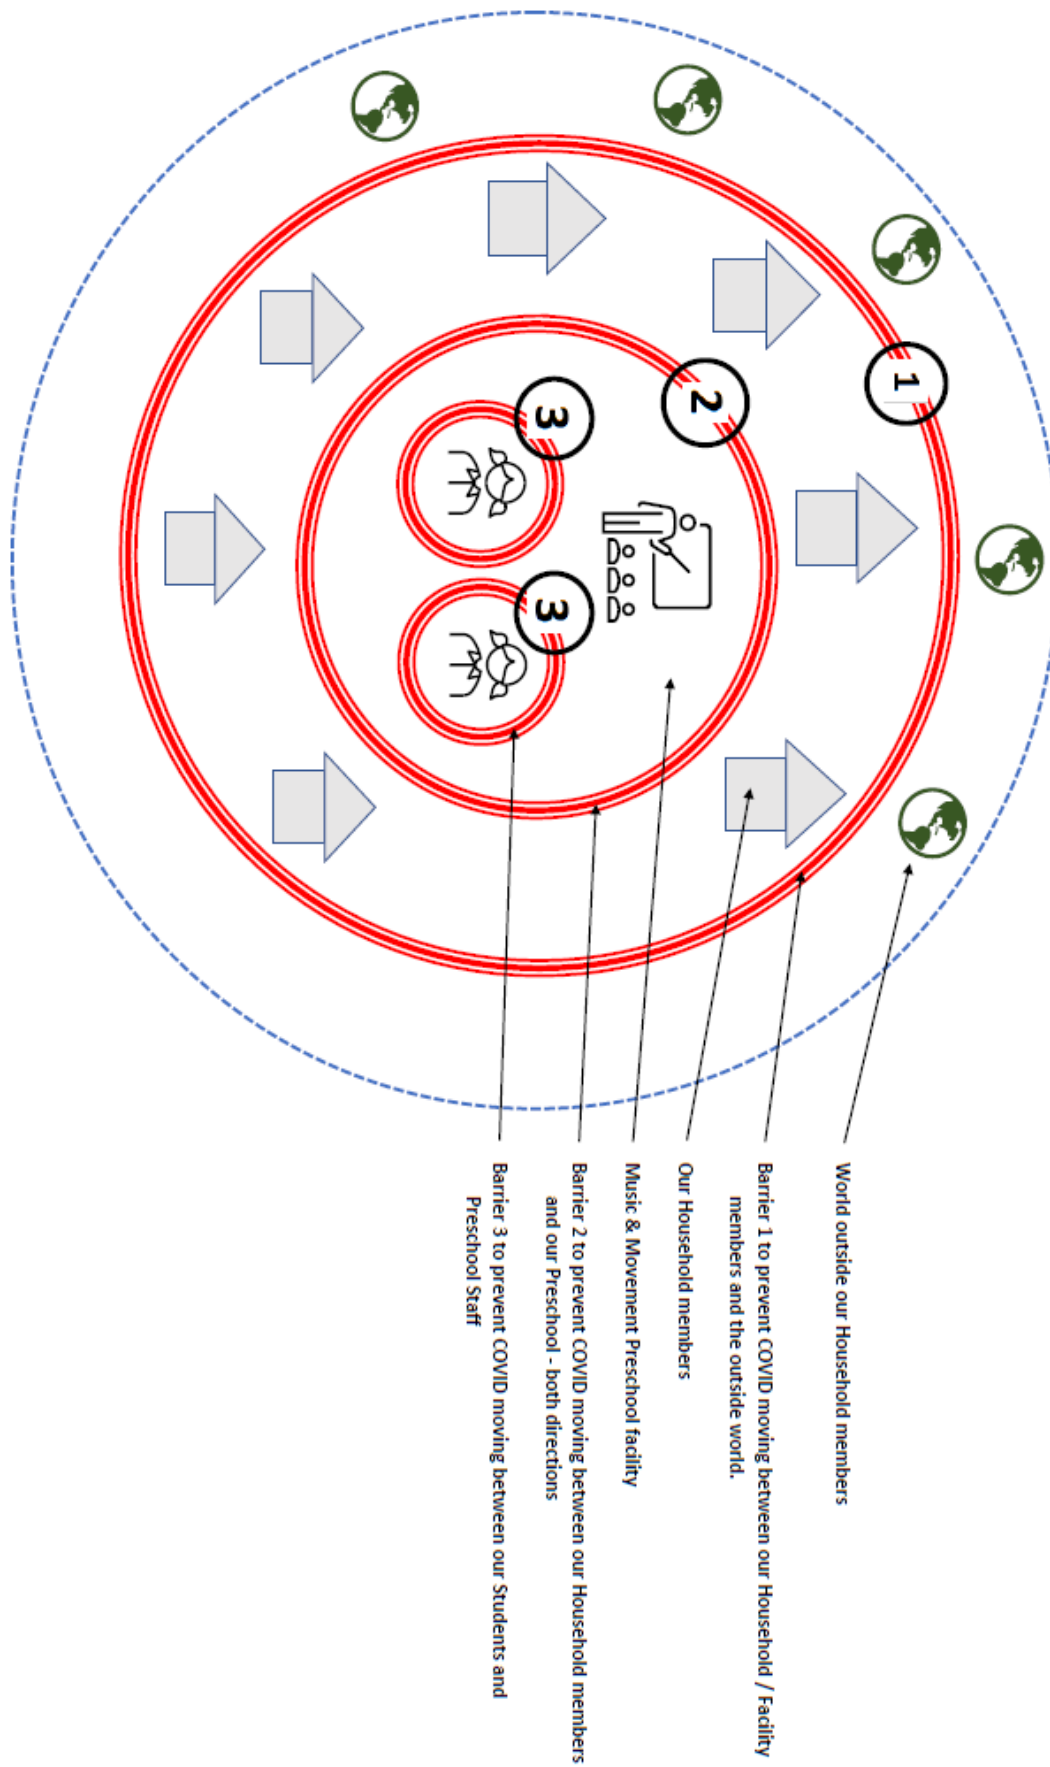 1
2
3
3
World outside our Household members
Barrier 1 to prevent COVID moving between our Household / Facility
members and the outside world.
Our Household members
Music & Movement Preschool facility
Barrier 2 to prevent COVID moving between our Household members
and our Preschool - both directions
Barrier 3 to prevent COVID moving between our Students and
Preschool Staff